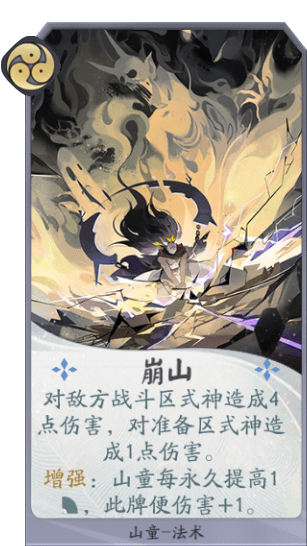 崩山
对敌方战斗区式神造成4
点伤害，对准备区式神造
成1点伤害。
增强：山童每永久提高1
，此牌便伤害+1。
山童-法术